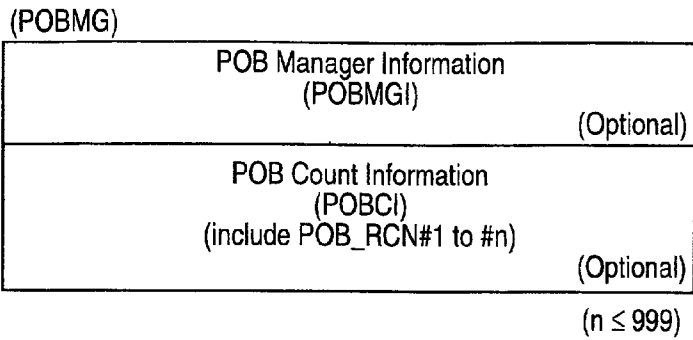 (POBMG)
POB Manager Information
(POBMGI)
(Optional)
POB Count Information
(POBCI)
(include POB_RCN#1 to #n)
(Optional)
(n ≤ 999)